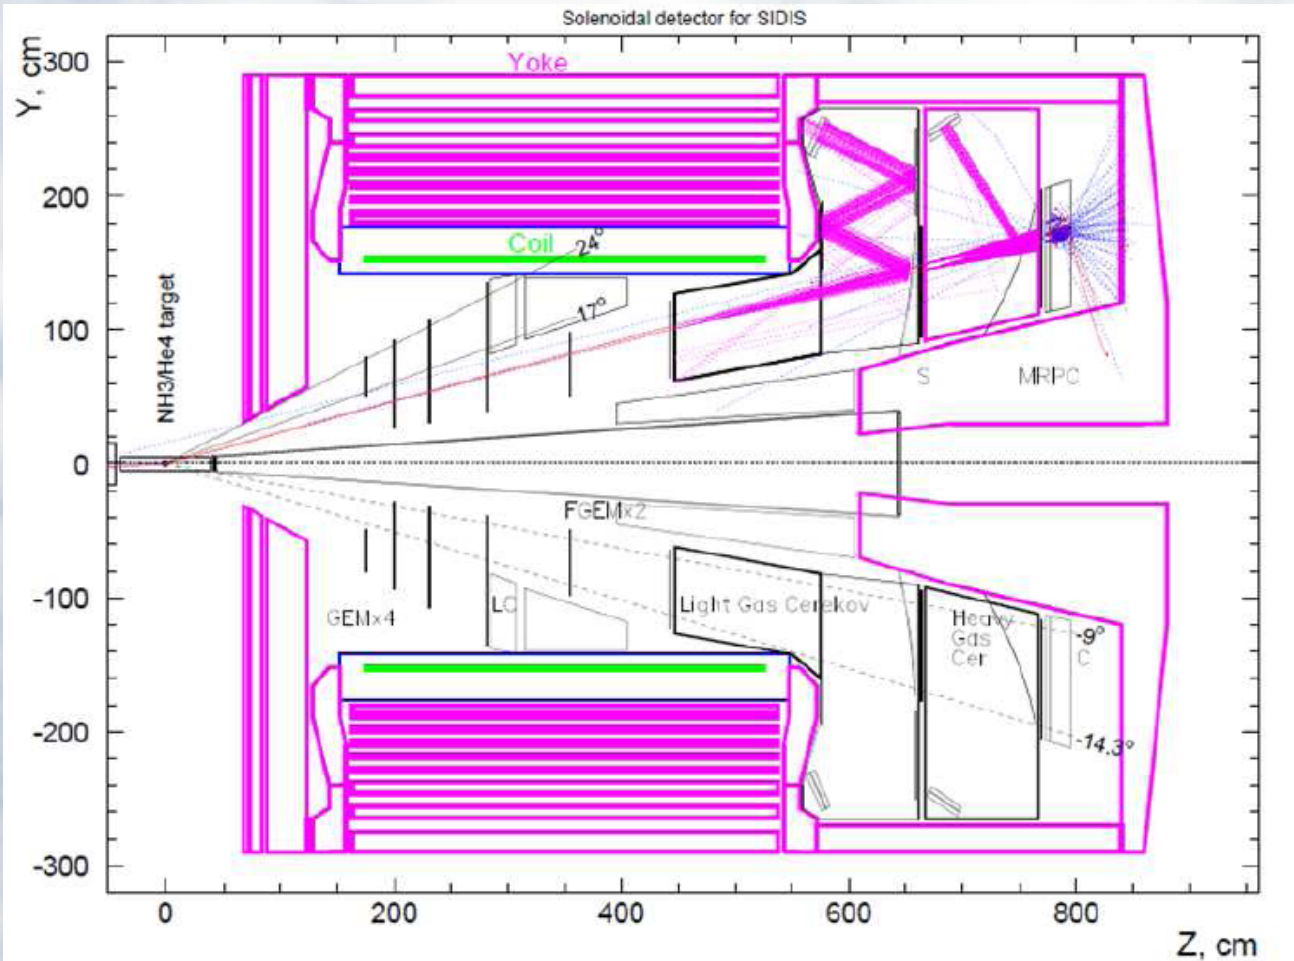 Solenoidal detector for SIDIS
Y, cm
300
200
100
0
-100
-200
-300
Yoke
Coil
24°
17°
NH3/He4 target
S
MRPC
FGEMx2
GEMx4
LC
Light Gas Cerekov
Heavy
Gas
Cer
C
-9°
-14.3°
0
200
400
600
800
Z, cm